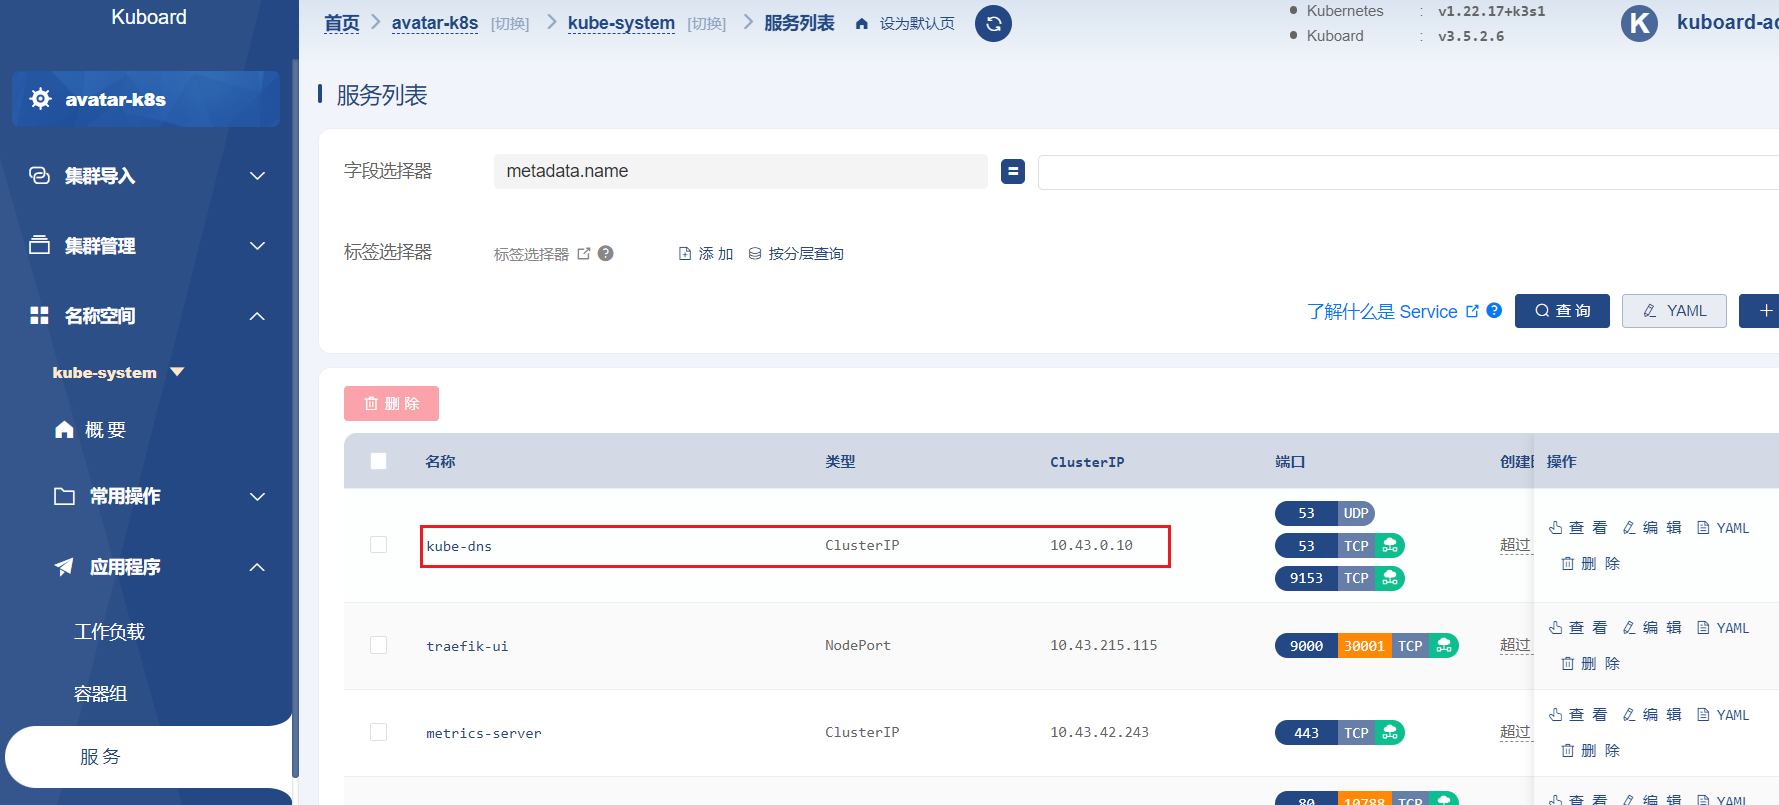 Kuboard
avatar-k8s
集群导入
集群管理
名称空间
kube-system
概 要
常用操作
应用程序
工作负载
容器组
服 务
首页 avatar-k8s [切换] kube-system [切换] 服务列表 设为默认页
Kubernetes : v1.22.17+k3s1
Kuboard : v3.5.2.6
K kuboard-ad
服务列表
字段选择器 metadata.name =
标签选择器 标签选择器 ? 添 加 按分层查询
了解什么是 Service ? 查 询 YAML +
删 除
名称 类型 ClusterIP 端口 创建 操作
kube-dns ClusterIP 10.43.0.10 53 UDP 53 TCP 9153 TCP 超过 查 看 编 辑 YAML 删 除
traefik-ui NodePort 10.43.215.115 9000 30001 TCP 超过 查 看 编 辑 YAML 删 除
metrics-server ClusterIP 10.43.42.243 443 TCP 超过 查 看 编 辑 YAML 删 除
80 10788 TCP 查 看 编 辑 YAML